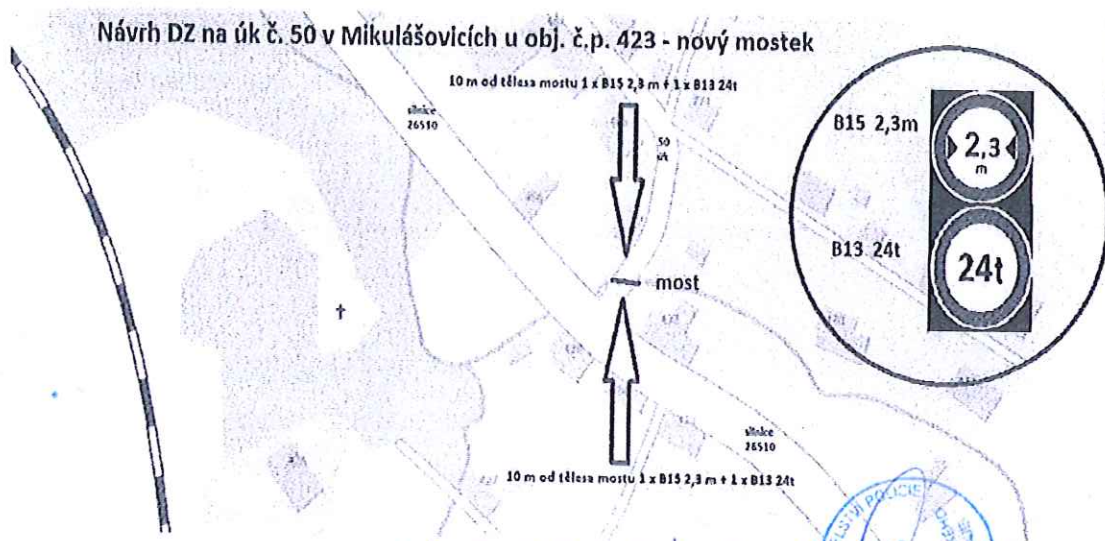 Návrh DZ na úk č. 50 v Mikulášovicích u obj. č.p. 423 - nový mostek
10 m od tělesa mostu 1 x B15 2,3 m + 1 x B13 24t
silnice
26510
50
úk
B15 2,3m
2,3
m
B13 24t
24t
most
silnice
26510
10 m od tělesa mostu 1 x B15 2,3 m + 1 x B13 24t
POLICIE